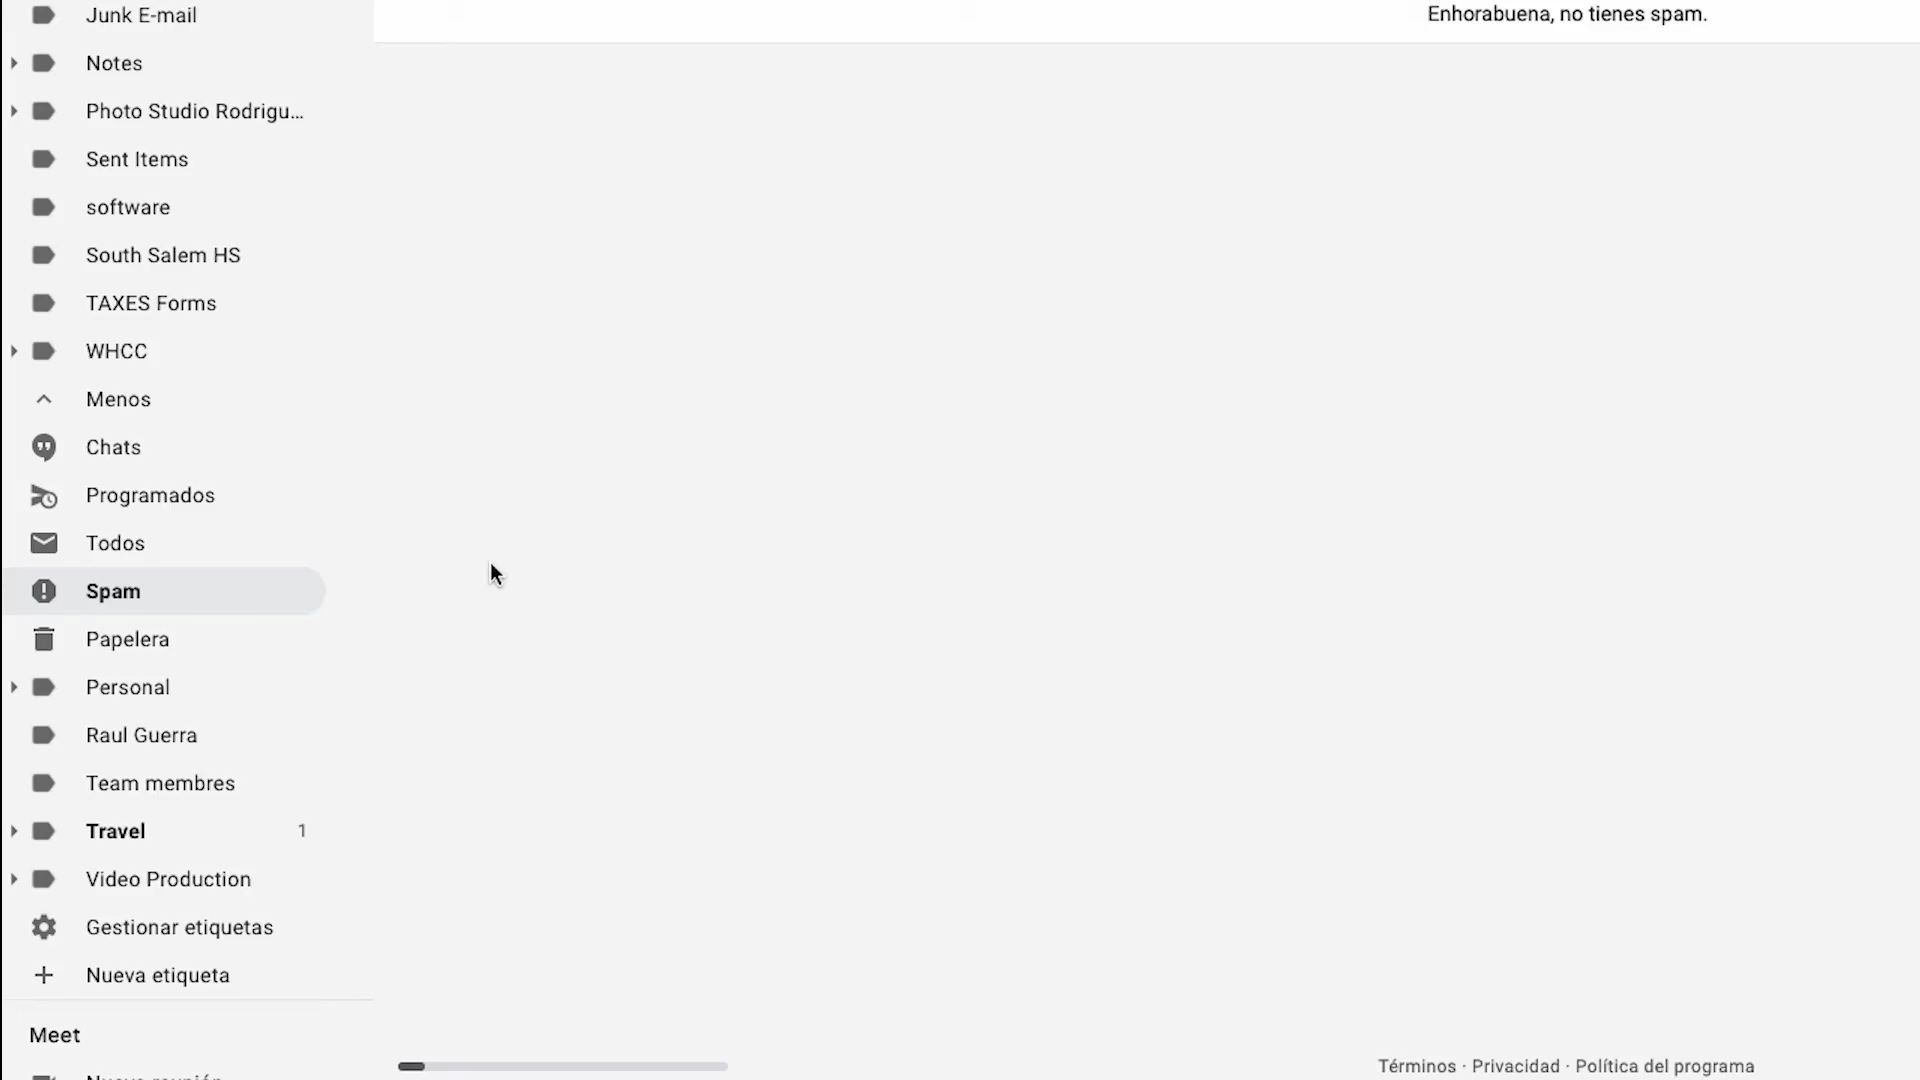 Junk E-mail
Enhorabuena, no tienes spam.
Notes
Photo Studio Rodrigu...
Sent Items
software
South Salem HS
TAXES Forms
WHCC
Menos
Chats
Programados
Todos
Spam
Papelera
Personal
Raul Guerra
Team membres
Travel 1
Video Production
Gestionar etiquetas
Nueva etiqueta
Meet
Términos · Privacidad · Política del programa